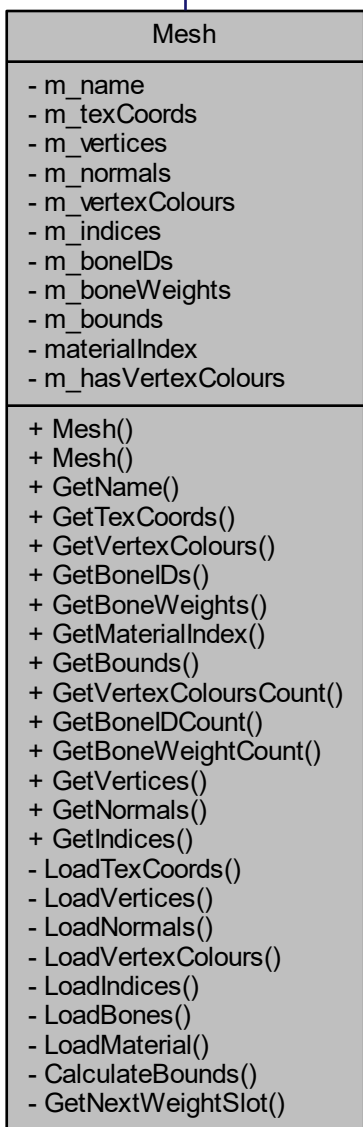 Mesh
- m_name
- m_texCoords
- m_vertices
- m_normals
- m_vertexColours
- m_indices
- m_boneIDs
- m_boneWeights
- m_bounds
- materialIndex
- m_hasVertexColours
+ Mesh()
+ Mesh()
+ GetName()
+ GetTexCoords()
+ GetVertexColours()
+ GetBoneIDs()
+ GetBoneWeights()
+ GetMaterialIndex()
+ GetBounds()
+ GetVertexColoursCount()
+ GetBoneIDCount()
+ GetBoneWeightCount()
+ GetVertices()
+ GetNormals()
+ GetIndices()
- LoadTexCoords()
- LoadVertices()
- LoadNormals()
- LoadVertexColours()
- LoadIndices()
- LoadBones()
- LoadMaterial()
- CalculateBounds()
- GetNextWeightSlot()